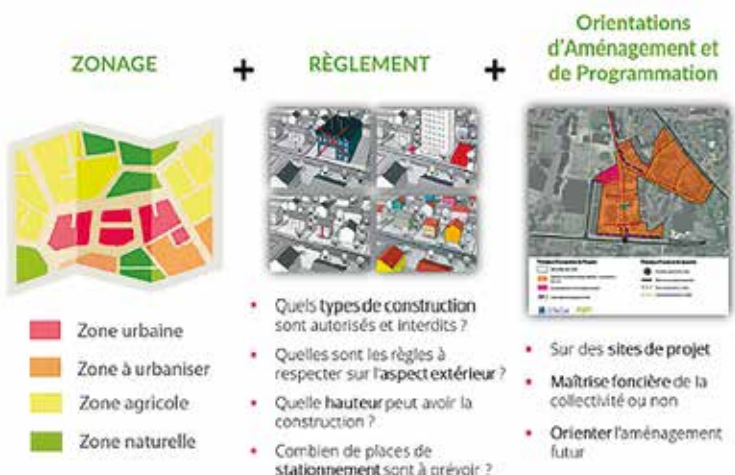 ZONAGE
+
RÈGLEMENT
+
Orientations
d'Aménagement et
de Programmation
Zone urbaine
Zone à urbaniser
Zone agricole
Zone naturelle
• Quels types de construction
sont autorisés et interdits ?
• Quelles sont les règles à
respecter sur l'aspect extérieur ?
• Quelle hauteur peut avoir la
construction ?
• Combien de places de
stationnement sont à prévoir ?
• Sur des sites de projet
• Maîtrise foncière de la
collectivité ou non
• Orienter l'aménagement
futur